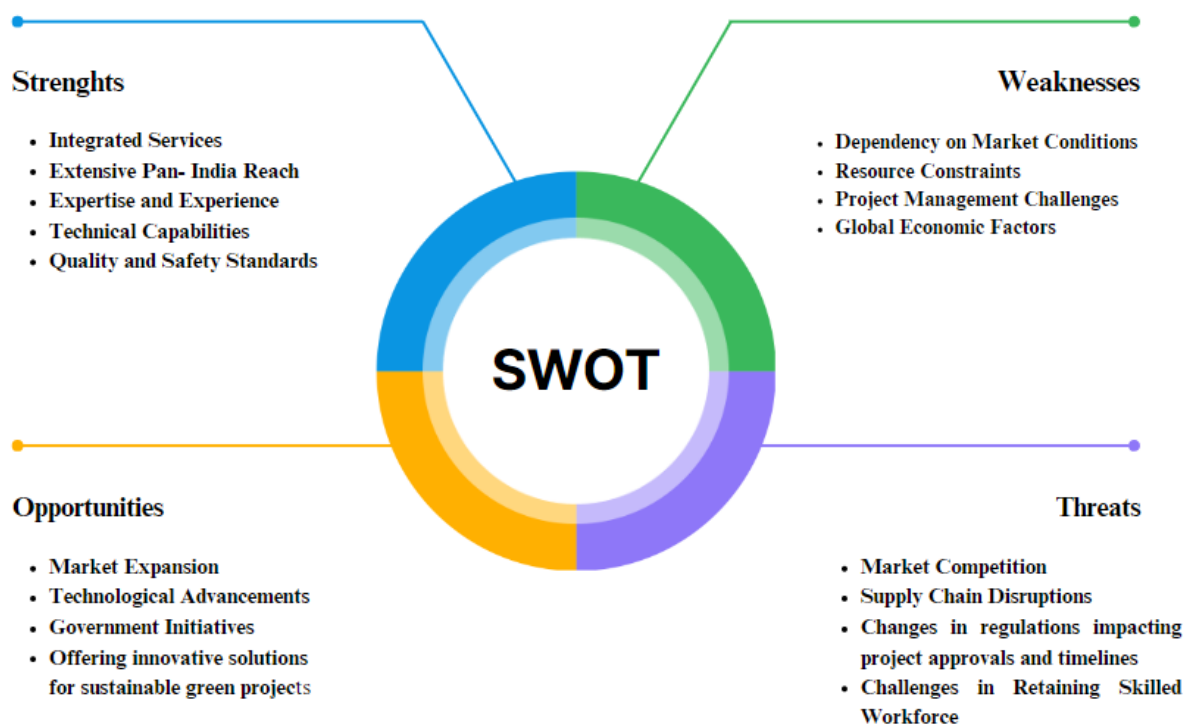 Strenghts
• Integrated Services
• Extensive Pan- India Reach
• Expertise and Experience
• Technical Capabilities
• Quality and Safety Standards
Weaknesses
• Dependency on Market Conditions
• Resource Constraints
• Project Management Challenges
• Global Economic Factors
SWOT
Opportunities
• Market Expansion
• Technological Advancements
• Government Initiatives
• Offering innovative solutions
for sustainable green projects
Threats
• Market Competition
• Supply Chain Disruptions
• Changes in regulations impacting
project approvals and timelines
• Challenges in Retaining Skilled
Workforce